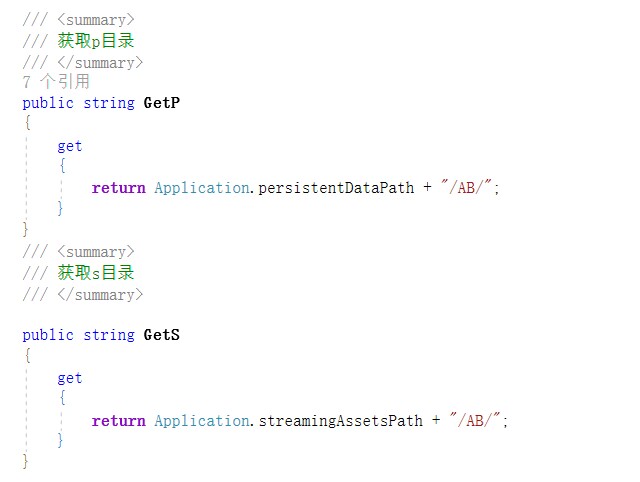 /// <summary>
/// 获取p目录
/// </summary>
7 个引用
public string GetP
{
get
{
return Application.persistentDataPath + "/AB/";
}
}
/// <summary>
/// 获取s目录
/// </summary>
public string GetS
{
get
{
return Application.streamingAssetsPath + "/AB/";
}
}